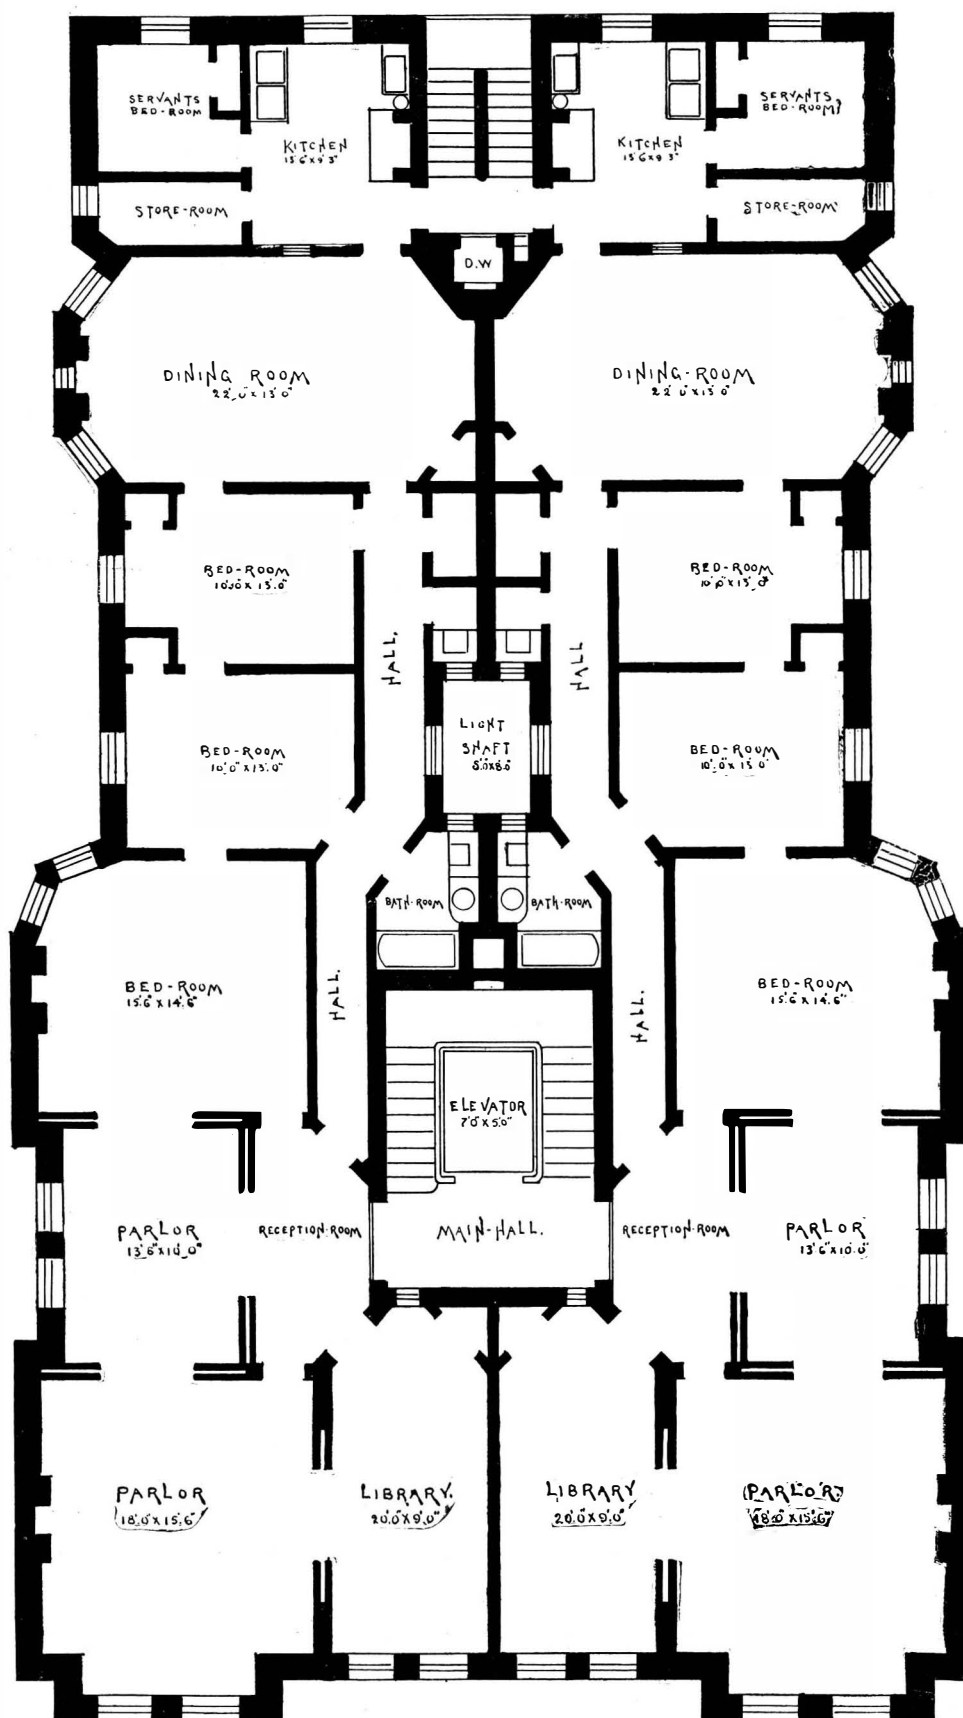 SERVANTS
BED-ROOM
KITCHEN
15'6"X9'3"
KITCHEN
15'6"X9'3"
SERVANTS
BED-ROOM
STORE-ROOM
STORE-ROOM
D.W
DINING ROOM
22'.0"X13'0"
DINING-ROOM
22'0"X13'0"
BED-ROOM
10'.0"X13'.0"
BED-ROOM
10'0"X13'.0"
HALL.
HALL
BED-ROOM
10'.0"X13'.0"
LIGHT
SHAFT
BED-ROOM
10'.0"X13'0"
BATH-ROOM
BATH-ROOM
BED-ROOM
15'.6"X14'.6"
HALL.
HALL.
BED-ROOM
15'.6"X14'.6"
ELEVATOR
7'0"X5'.0"
PARLOR
13'6"X10'.0"
RECEPTION-ROOM
MAIN-HALL.
RECEPTION-ROOM
PARLOR
13'6"X10'.0"
PARLOR
18'.0"X15'.6"
LIBRARY.
20'.0"X9'.0"
LIBRARY
20'.0"X9'.0"
PARLOR
18'.0"X15'.6"